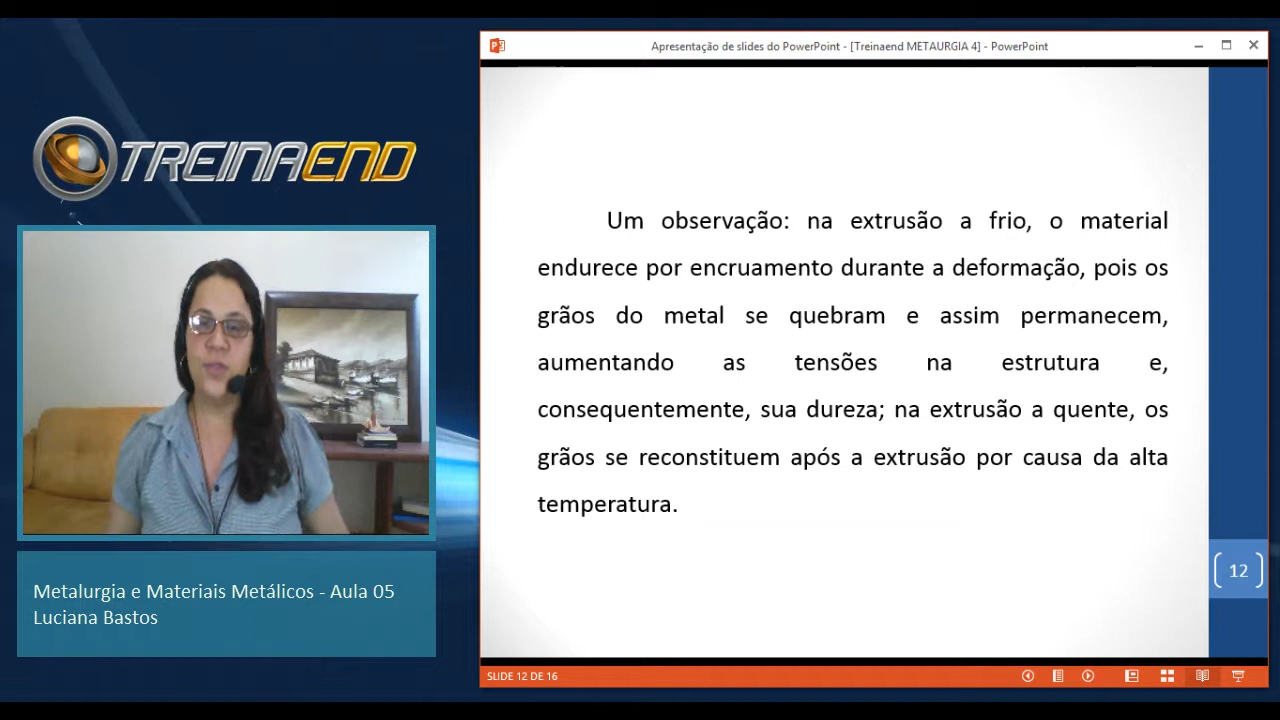 TREINAEND
Metalurgia e Materiais Metálicos - Aula 05
Luciana Bastos
Apresentação de slides do PowerPoint - [Treinaend METAURGIA 4] - PowerPoint
Um observação: na extrusão a frio, o material
endurece por encruamento durante a deformação, pois os
grãos do metal se quebram e assim permanecem,
aumentando as tensões na estrutura e,
consequentemente, sua dureza; na extrusão a quente, os
grãos se reconstituem após a extrusão por causa da alta
temperatura.
12
SLIDE 12 DE 16